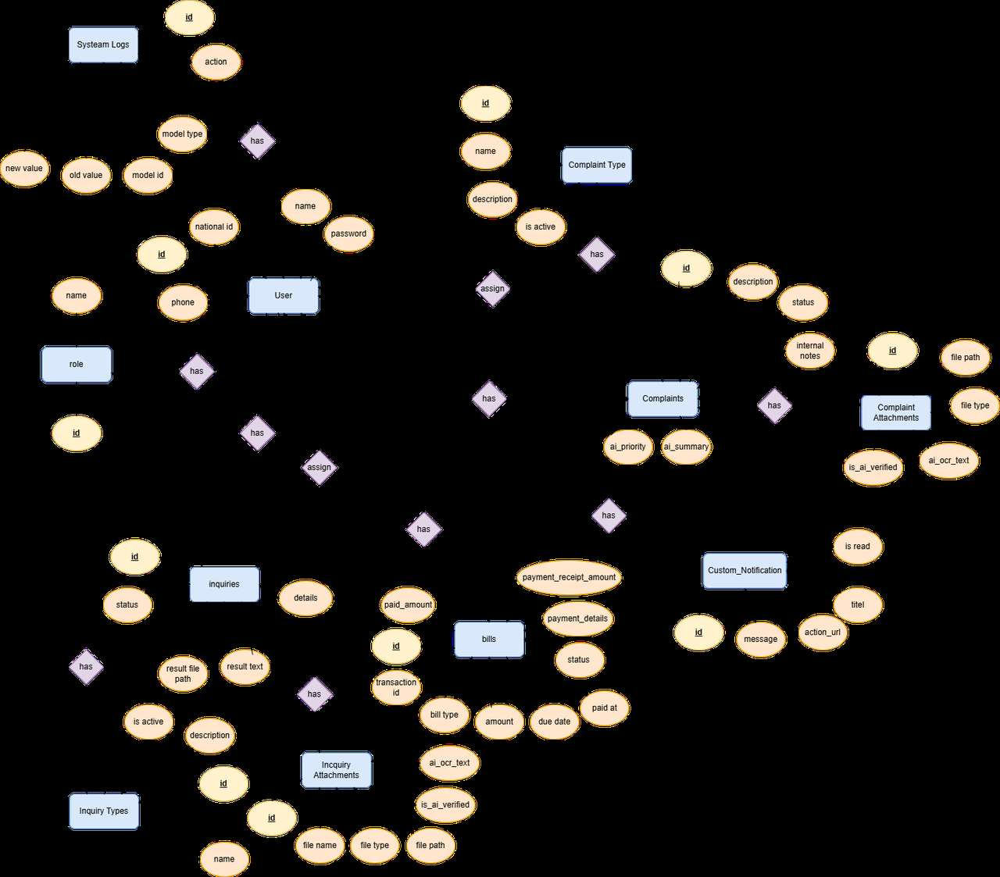 id
Systeam Logs
action
id
model type
has
name
new value
old value
model id
Complaint Type
name
description
national id
password
is active
id
has
id
description
name
phone
User
assign
status
internal
notes
id
file path
role
has
has
Complaints
has
file type
Complaint
Attachments
id
has
ai_priority
ai_summary
assign
is_ai_verified
ai_ocr_text
has
has
id
is read
inquiries
details
payment_receipt_amount
Custom_Notification
status
paid_amount
payment_details
titel
id
bills
id
message
action_url
has
result file
path
result text
status
has
transcription
id
bill type
amount
due date
paid at
is active
description
Incquiry
Attachments
ai_ocr_text
id
Inquiry Types
id
is_ai_verified
name
file name
file type
file path